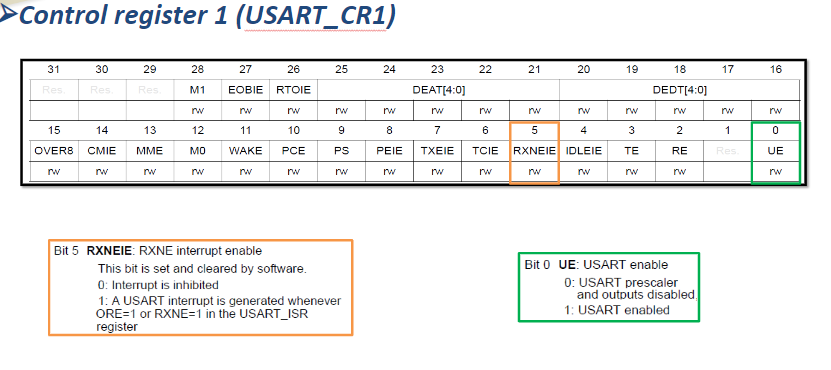 ➢Control register 1 (USART_CR1)
31 30 29 28 27 26 25 24 23 22 21 20 19 18 17 16
Res. Res. Res. M1 EOBIE RTOIE DEAT[4:0] DEDT[4:0]
rw rw rw rw rw rw rw rw rw rw rw rw rw
15 14 13 12 11 10 9 8 7 6 5 4 3 2 1 0
OVER8 CMIE MME M0 WAKE PCE PS PEIE TXEIE TCIE RXNEIE IDLEIE TE RE Res. UE
rw rw rw rw rw rw rw rw rw rw rw rw rw rw rw
Bit 5 RXNEIE: RXNE interrupt enable
This bit is set and cleared by software.
0: Interrupt is inhibited
1: A USART interrupt is generated whenever
ORE=1 or RXNE=1 in the USART_ISR
register
Bit 0 UE: USART enable
0: USART prescaler
and outputs disabled,
1: USART enabled